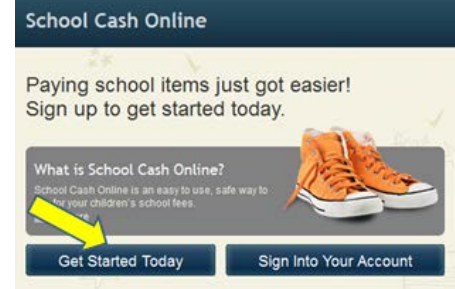 School Cash Online
Paying school items just got easier!
Sign up to get started today.
What is School Cash Online?
School Cash Online is an easy to use, safe way to
for your children's school fees.
Get Started Today
Sign Into Your Account